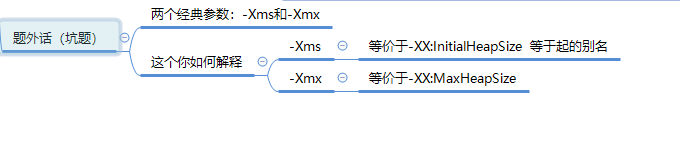 两个经典参数：-Xms和-Xmx
题外话（坑题）
这个你如何解释
-Xms
等价于-XX:InitialHeapSize 等于起的别名
-Xmx
等价于-XX:MaxHeapSize